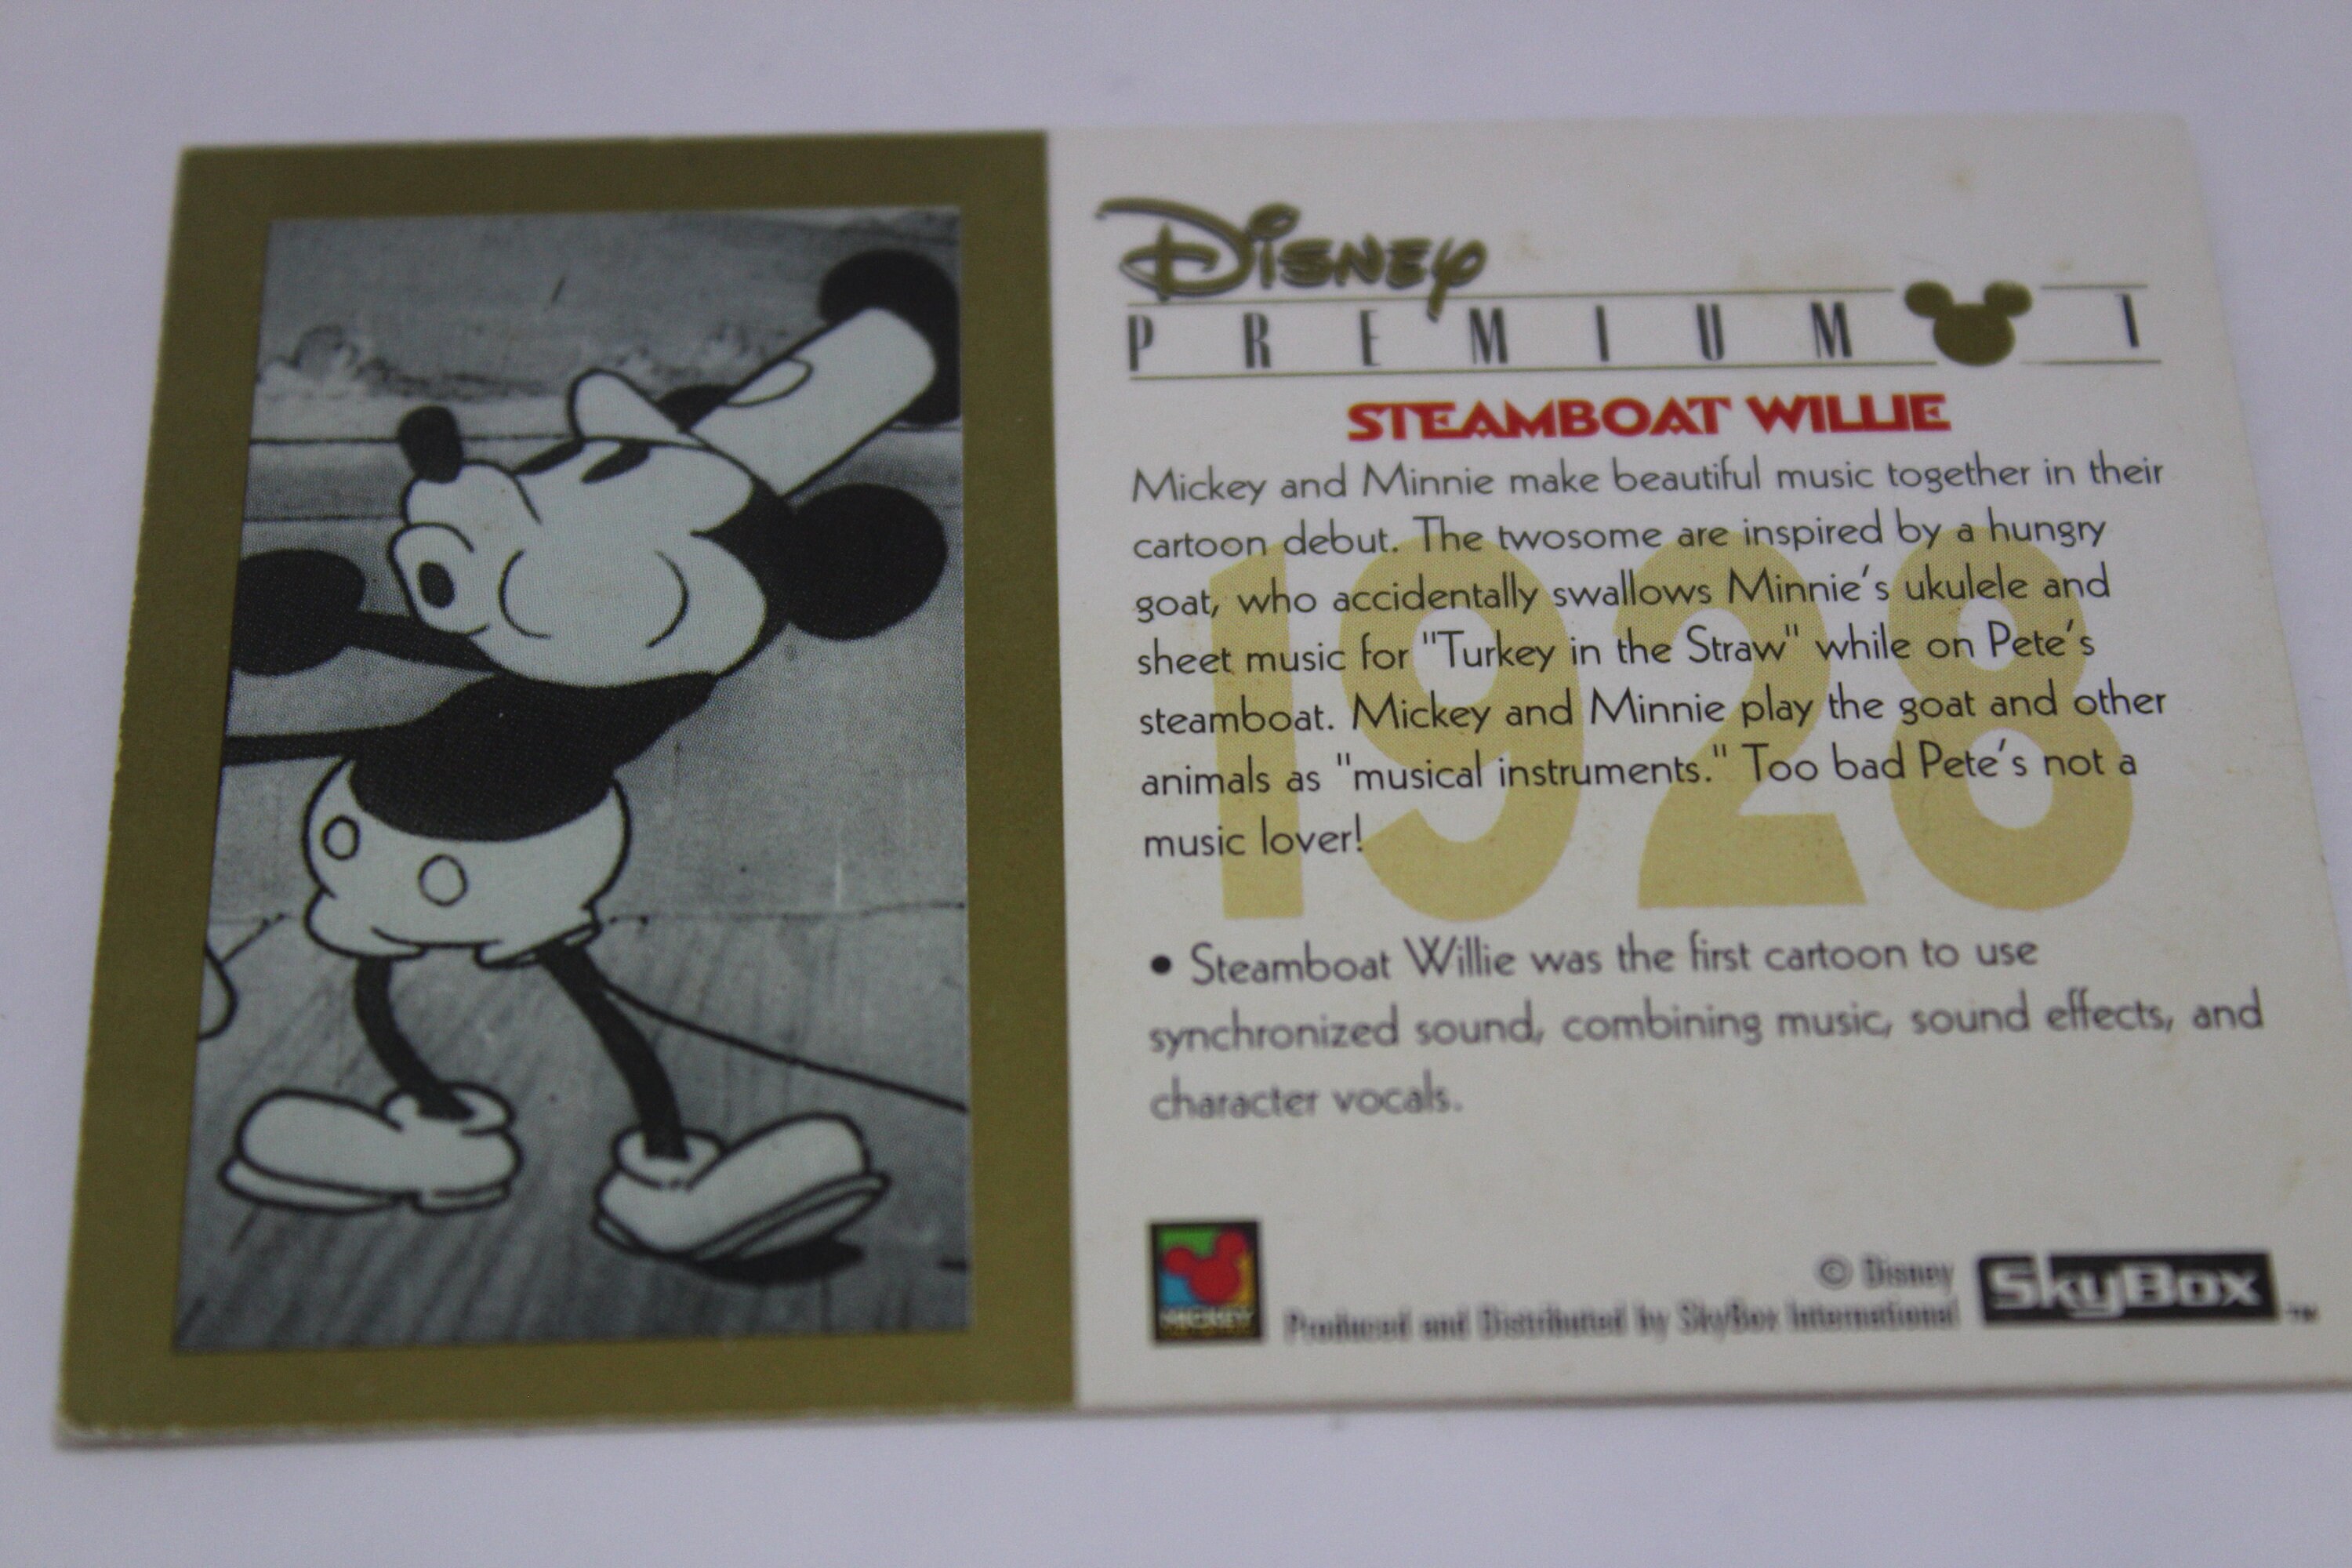 Disney
PREMIUM 1
STEAMBOAT WILLIE
Mickey and Minnie make beautiful music together in their
cartoon debut. The twosome are inspired by a hungry
goat, who accidentally swallows Minnie's ukulele and
sheet music for "Turkey in the Straw" while on Pete's
steamboat. Mickey and Minnie play the goat and other
animals as "musical instruments." Too bad Pete's not a
music lover!
1928
• Steamboat Willie was the first cartoon to use
synchronized sound, combining music, sound effects, and
character vocals.
MICKEY
© Disney
Produced and Distributed by SkyBox International
SkyBox™